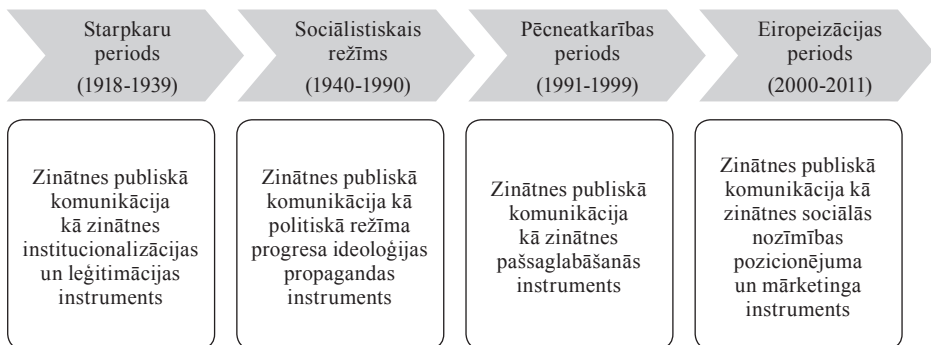 Starpkaru
periods
(1918-1939)
Sociālistiskais
režīms
(1940-1990)
Pēcneatkarības
periods
(1991-1999)
Eiropeizācijas
periods
(2000-2011)
Zinātnes publiskā
komunikācija
kā zinātnes
institucionalizācijas
un leģitimācijas
instruments
Zinātnes publiskā
komunikācija kā
politiskā režīma
progresa ideoloģijas
propagandas
instruments
Zinātnes publiskā
komunikācija
kā zinātnes
pašsaglabāšanās
instruments
Zinātnes publiskā
komunikācija kā
zinātnes sociālās
nozīmības
pozicionējuma
un mārketinga
instruments